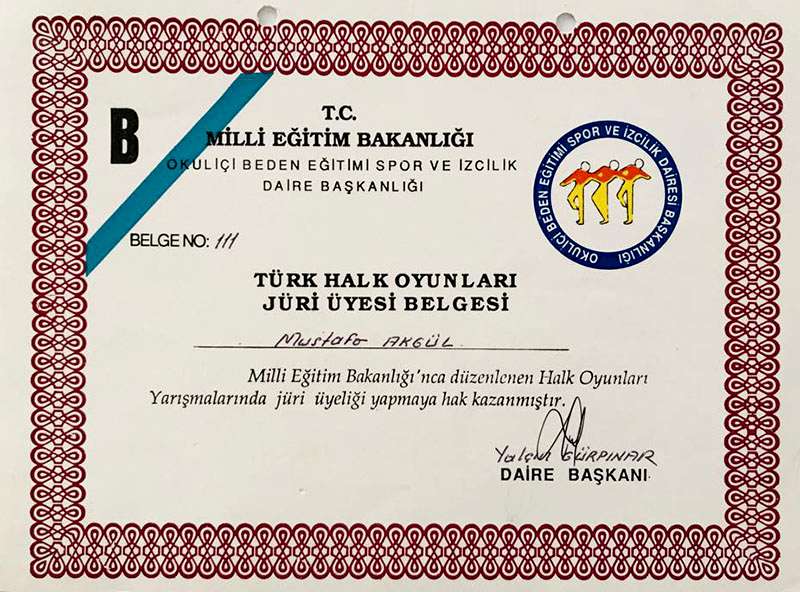 B
T.C.
MİLLİ EĞİTİM BAKANLIĞI
OKULİÇİ BEDEN EĞİTİMİ SPOR VE İZCİLİK
DAİRE BAŞKANLIĞI
OKULİÇİ BEDEN EĞİTİMİ SPOR VE İZCİLİK DAİRESİ BAŞKANLIĞI
BELGE NO: 111
TÜRK HALK OYUNLARI
JÜRİ ÜYESİ BELGESİ
Mustafa AKGÜL
Milli Eğitim Bakanlığı'nca düzenlenen Halk Oyunları
Yarışmalarında jüri üyeliği yapmaya hak kazanmıştır.
Yalçın GÜRPINAR
DAİRE BAŞKANI